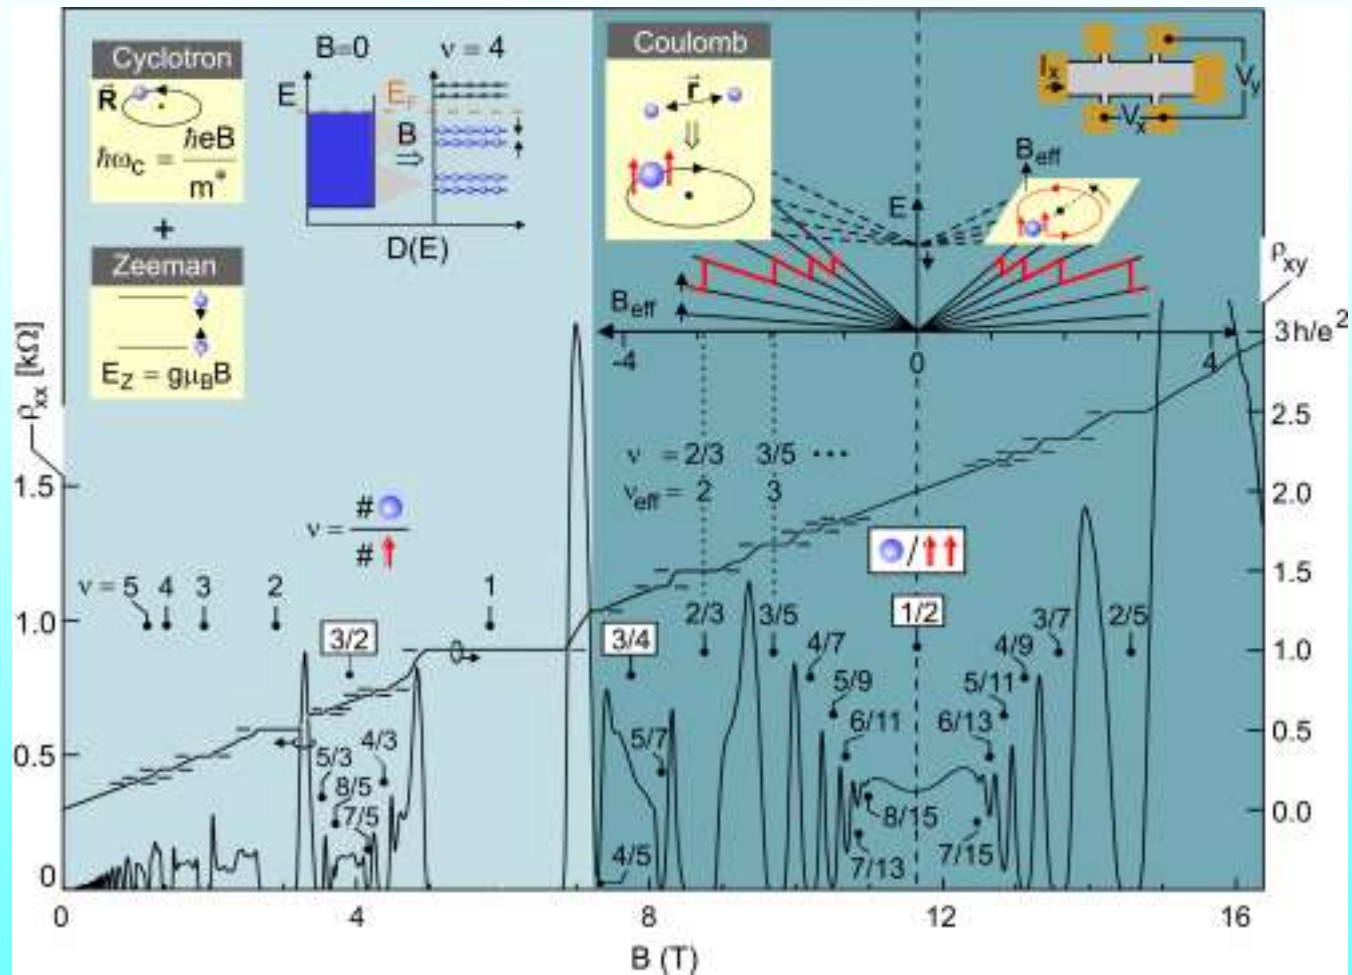 Cyclotron
R
ħω_C = ħeB / m*
+
Zeeman
E_Z = gμ_BB
B=0
ν = 4
E
E_F
B
⇒
D(E)
Coulomb
r
⇓
I_x
V_y
V_x
B_eff
E
B_eff
-4
0
4
ρ_xx [kΩ]
1.5
1.0
0.5
0
ρ_xy
3 h/e²
2.5
2.0
1.5
1.0
0.5
0.0
ν = 2/3 3/5 •••
ν_eff = 2 3
ν = # / #
/
ν = 5 4 3 2 1
3/2
3/4
2/3
3/5
1/2
3/7
2/5
4/7
4/9
5/9
5/11
6/11
6/13
5/7
5/3
4/3
8/5
7/5
4/5
8/15
7/13
7/15
0 4 8 12 16
B (T)